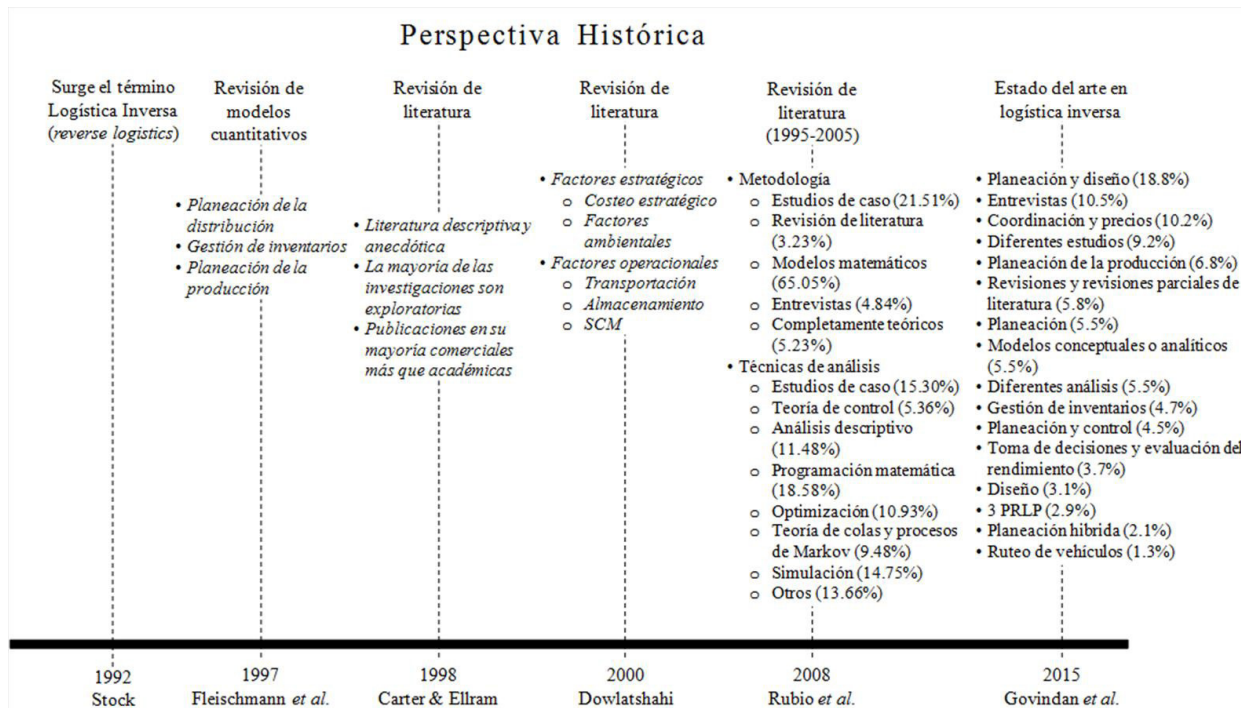 Perspectiva Histórica
Surge el término
Logística Inversa
(reverse logistics)
Revisión de
modelos
cuantitativos
• Planeación de la
distribución
• Gestión de inventarios
• Planeación de la
producción
Revisión de
literatura
• Literatura descriptiva y
anecdótica
• La mayoría de las
investigaciones son
exploratorias
• Publicaciones en su
mayoría comerciales
más que académicas
Revisión de
literatura
• Factores estratégicos
o Costeo estratégico
o Factores
ambientales
• Factores operacionales
o Transportación
o Almacenamiento
o SCM
Revisión de
literatura
(1995-2005)
• Metodología
o Estudios de caso (21.51%)
o Revisión de literatura
(3.23%)
o Modelos matemáticos
(65.05%)
o Entrevistas (4.84%)
o Completamente teóricos
(5.23%)
• Técnicas de análisis
o Estudios de caso (15.30%)
o Teoría de control (5.36%)
o Análisis descriptivo
(11.48%)
o Programación matemática
(18.58%)
o Optimización (10.93%)
o Teoría de colas y procesos
de Markov (9.48%)
o Simulación (14.75%)
o Otros (13.66%)
Estado del arte en
logística inversa
• Planeación y diseño (18.8%)
• Entrevistas (10.5%)
• Coordinación y precios (10.2%)
• Diferentes estudios (9.2%)
• Planeación de la producción (6.8%)
• Revisiones y revisiones parciales de
literatura (5.8%)
• Planeación (5.5%)
• Modelos conceptuales o analíticos
(5.5%)
• Diferentes análisis (5.5%)
• Gestión de inventarios (4.7%)
• Planeación y control (4.5%)
• Toma de decisiones y evaluación del
rendimiento (3.7%)
• Diseño (3.1%)
• 3 PRLP (2.9%)
• Planeación hibrida (2.1%)
• Ruteo de vehículos (1.3%)
1992
Stock
1997
Fleischmann et al.
1998
Carter & Ellram
2000
Dowlatshahi
2008
Rubio et al.
2015
Govindan et al.